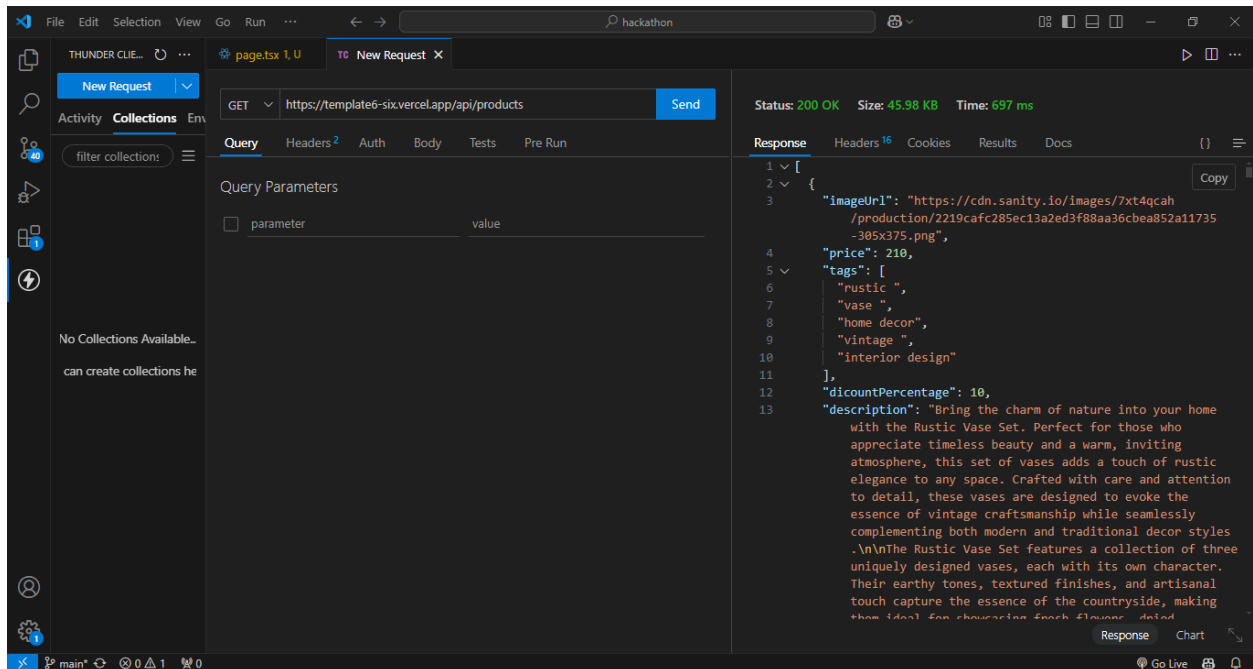 File Edit Selection View Go Run ··· hackathon
THUNDER CLIE... ··· page.tsx 1, U TC New Request
New Request
Activity Collections Env
filter collections
No Collections Available..
can create collections he
40
1
1
GET https://template6-six.vercel.app/api/products Send
Query Headers 2 Auth Body Tests Pre Run
Query Parameters
parameter value
Status: 200 OK Size: 45.98 KB Time: 697 ms
Response Headers 16 Cookies Results Docs {}
Copy
1 [
2 {
3 "imageUrl": "https://cdn.sanity.io/images/7xt4qcah
/production/2219cafc285ec13a2ed3f88aa36cbea852a11735
-305x375.png",
4 "price": 210,
5 "tags": [
6 "rustic ",
7 "vase ",
8 "home decor",
9 "vintage ",
10 "interior design"
11 ],
12 "dicountPercentage": 10,
13 "description": "Bring the charm of nature into your home
with the Rustic Vase Set. Perfect for those who
appreciate timeless beauty and a warm, inviting
atmosphere, this set of vases adds a touch of rustic
elegance to any space. Crafted with care and attention
to detail, these vases are designed to evoke the
essence of vintage craftsmanship while seamlessly
complementing both modern and traditional decor styles
.\n\nThe Rustic Vase Set features a collection of three
uniquely designed vases, each with its own character.
Their earthy tones, textured finishes, and artisanal
touch capture the essence of the countryside, making
them ideal for showcasing fresh flowers, dried
Response Chart
main* 0 1 0 Go Live